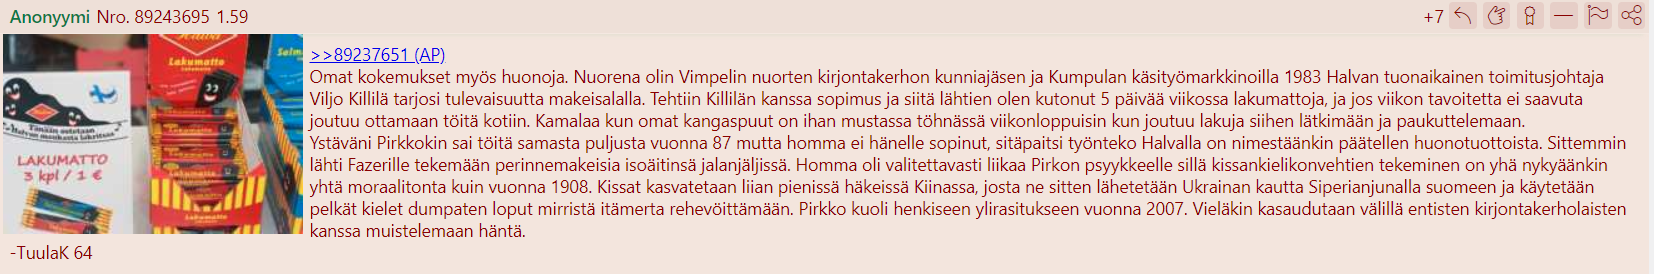 Anonyymi Nro. 89243695 1.59
+7
>>89237651 (AP)
Omat kokemukset myös huonoja. Nuorena olin Vimpelin nuorten kirjontakerhon kunniajäsen ja Kumpulan käsityömarkkinoilla 1983 Halvan tuonaikainen toimitusjohtaja
Viljo Killilä tarjosi tulevaisuutta makeisalalla. Tehtiin Killilän kanssa sopimus ja siitä lähtien olen kutonut 5 päivää viikossa lakumattoja, ja jos viikon tavoitetta ei saavuta
joutuu ottamaan töitä kotiin. Kamalaa kun omat kangaspuut on ihan mustassa töhnässä viikonloppuisin kun joutuu lakuja siihen lätkimään ja paukuttelemaan.
Ystäväni Pirkkokin sai töitä samasta puljusta vuonna 87 mutta homma ei hänelle sopinut, sitäpaitsi työnteko Halvalla on nimestäänkin päätellen huonotuottoista. Sittemmin
lähti Fazerille tekemään perinnemakeisia isoäitinsä jalanjäljissä. Homma oli valitettavasti liikaa Pirkon psyykkeelle sillä kissankielikonvehtien tekeminen on yhä nykyäänkin
yhtä moraalitonta kuin vuonna 1908. Kissat kasvatetaan liian pienissä häkeissä Kiinassa, josta ne sitten lähetetään Ukrainan kautta Siperianjunalla suomeen ja käytetään
pelkät kielet dumpaten loput mirristä itämerta rehevöittämään. Pirkko kuoli henkiseen ylirasitukseen vuonna 2007. Vieläkin kasaudutaan välillä entisten kirjontakerholaisten
kanssa muistelemaan häntä.
-TuulaK 64
Halva
Lakumatto
Tänäin ostetaan
Halvan moukasta lakritsaa
LAKUMATTO
3 kpl / 1 €
Lakumatto
Lakumatto